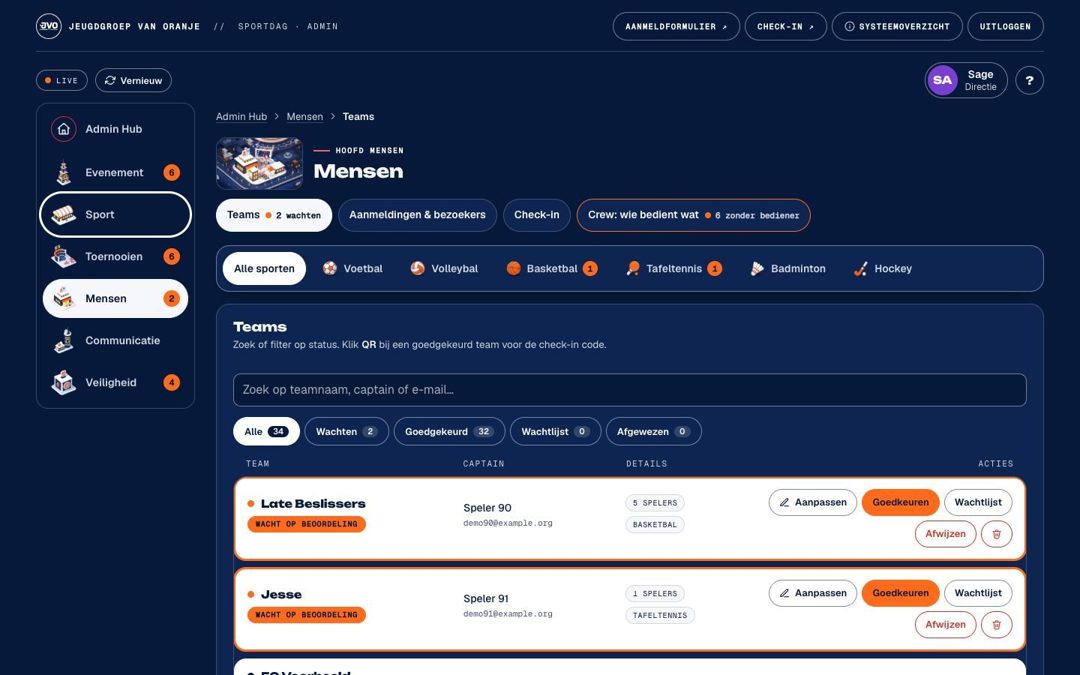 JVO JEUGDGROEP VAN ORANJE // SPORTDAG · ADMIN
AANMELDFORMULIER ↗
CHECK-IN ↗
SYSTEEMOVERZICHT
UITLOGGEN
LIVE
Vernieuw
SA
Sage
Directie
?
Admin Hub
Evenement 6
Sport
Toernooien 6
Mensen 2
Communicatie
Veiligheid 4
Admin Hub > Mensen > Teams
HOOFD MENSEN
Mensen
Teams 2 wachten
Aanmeldingen & bezoekers
Check-in
Crew: wie bedient wat 6 zonder bediener
Alle sporten
Voetbal
Volleybal
Basketbal 1
Tafeltennis 1
Badminton
Hockey
Teams
Zoek of filter op status. Klik QR bij een goedgekeurd team voor de check-in code.
Zoek op teamnaam, captain of e-mail...
Alle 34
Wachten 2
Goedgekeurd 32
Wachtlijst 0
Afgewezen 0
TEAM CAPTAIN DETAILS ACTIES
Late Beslissers
WACHT OP BEOORDELING
Speler 90
demo90@example.org
5 SPELERS
BASKETBAL
Aanpassen
Goedkeuren
Wachtlijst
Afwijzen
Jesse
WACHT OP BEOORDELING
Speler 91
demo91@example.org
1 SPELERS
TAFELTENNIS
Aanpassen
Goedkeuren
Wachtlijst
Afwijzen
FC Voorbeeld